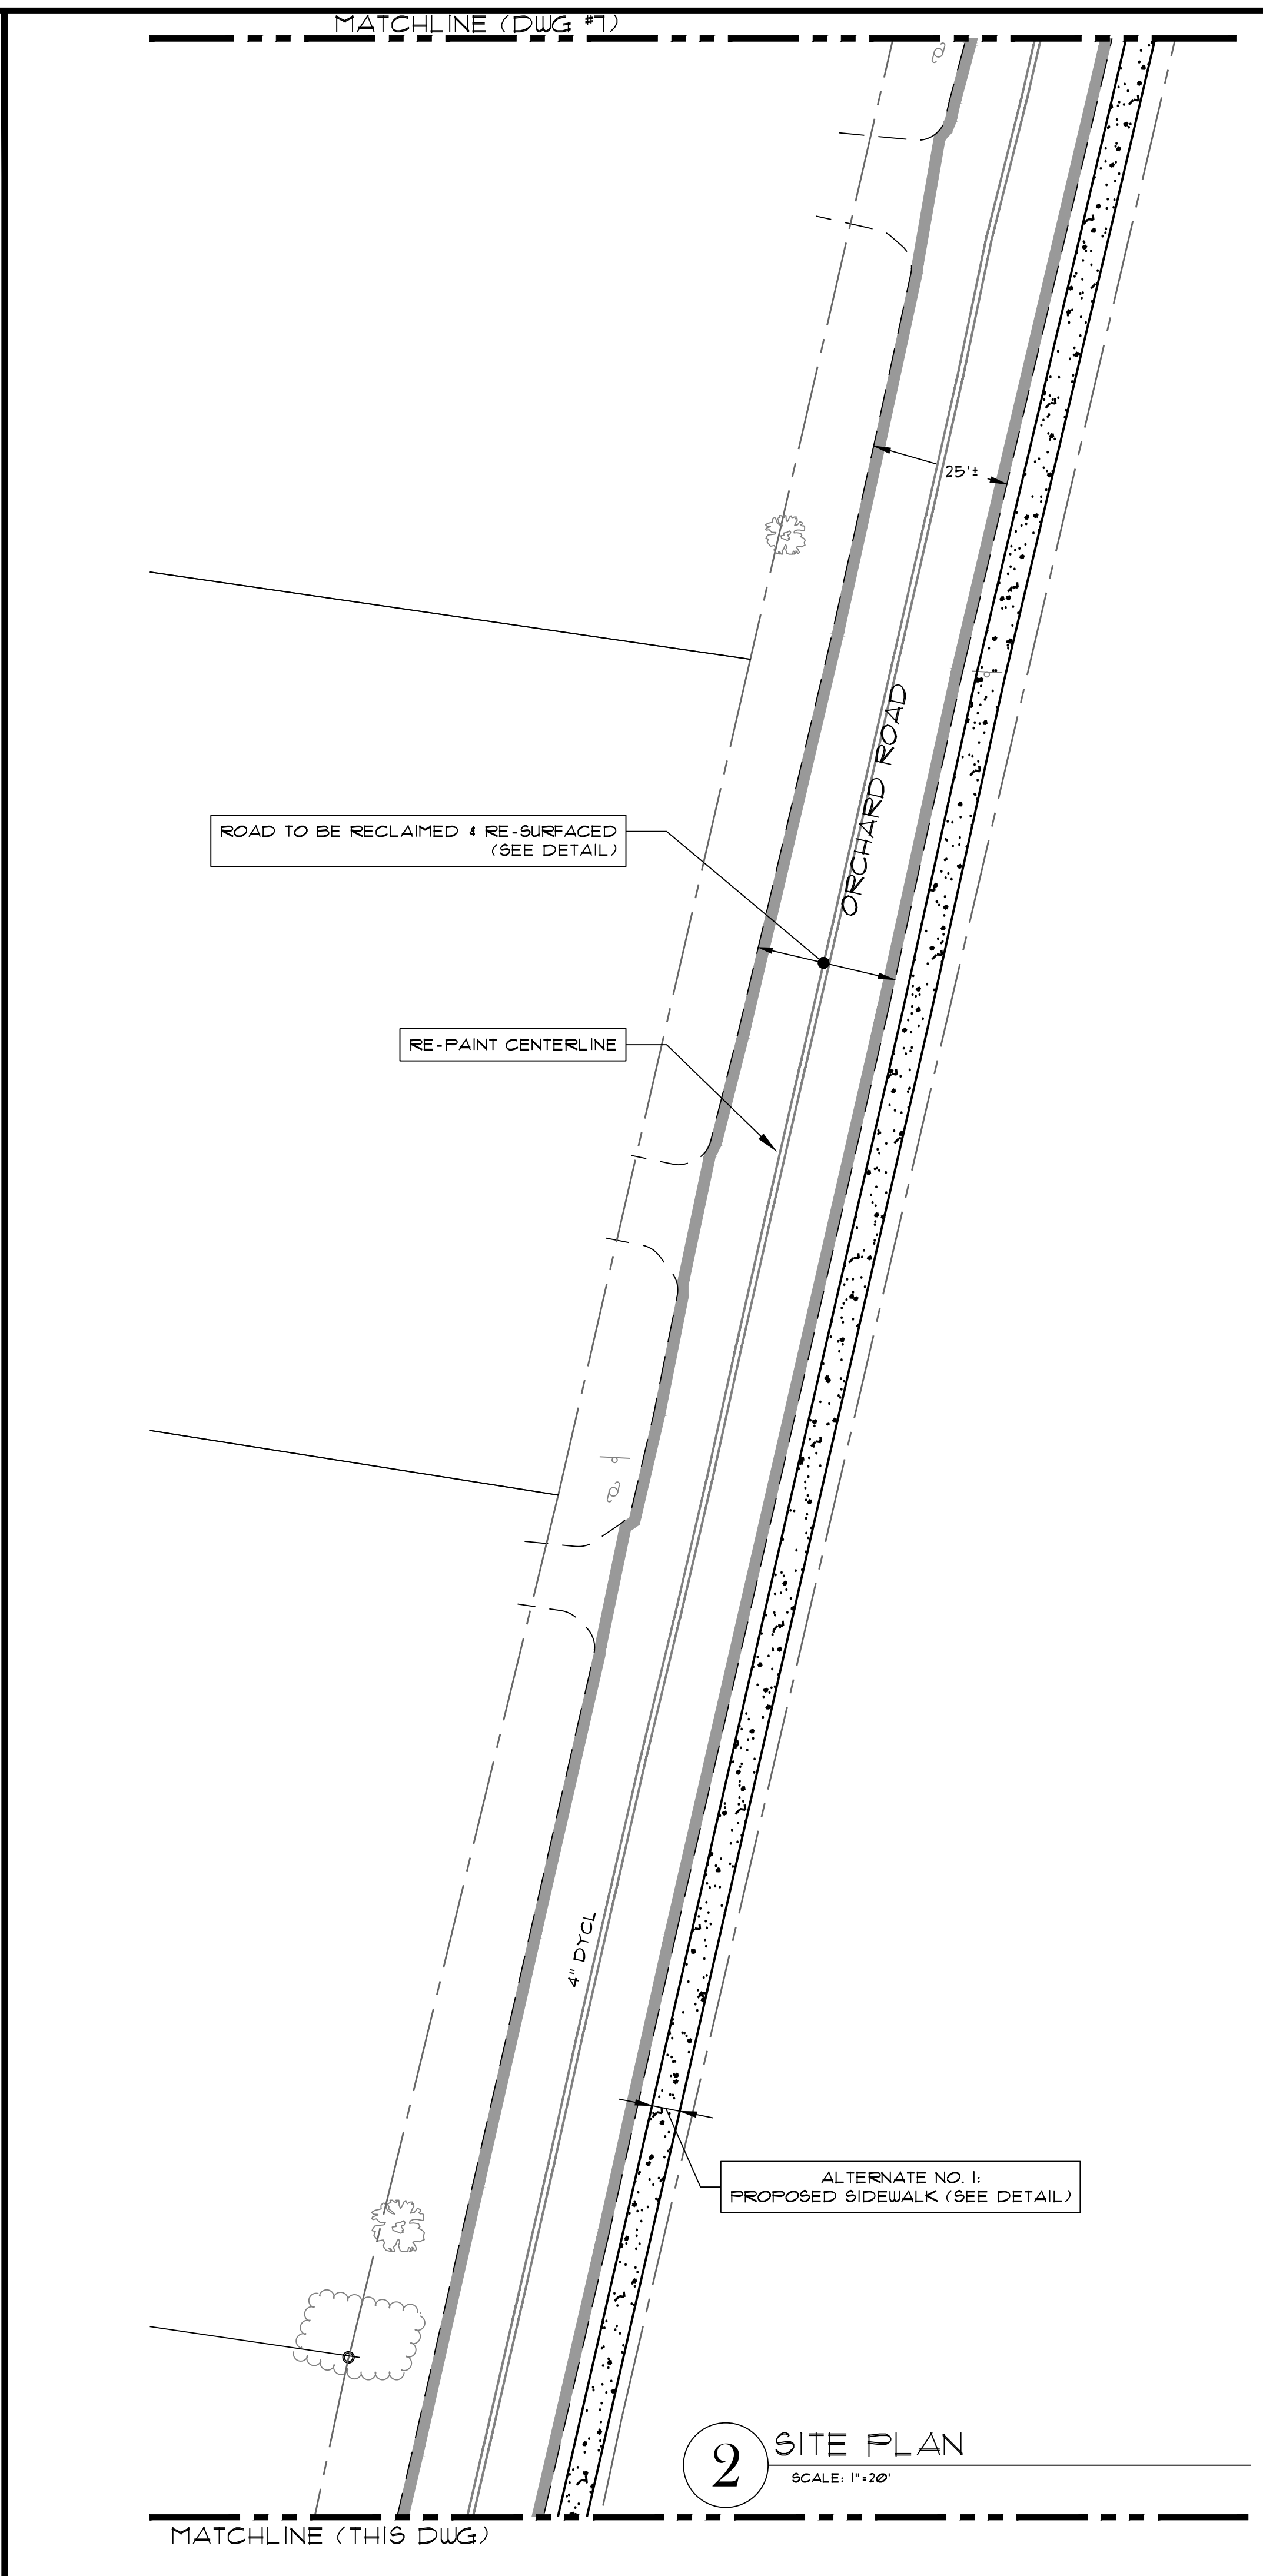 MATCHLINE (DWG #7)
25'±
ORCHARD ROAD
ROAD TO BE RECLAIMED & RE-SURFACED
(SEE DETAIL)
RE-PAINT CENTERLINE
4" DYCL
ALTERNATE NO. 1:
PROPOSED SIDEWALK (SEE DETAIL)
2
SITE PLAN
SCALE: 1"=20'
MATCHLINE (THIS DWG)